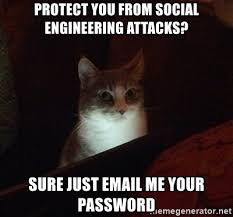 PROTECT YOU FROM SOCIAL
ENGINEERING ATTACKS?
SURE JUST EMAIL ME YOUR
PASSWORD
memegenerator.net